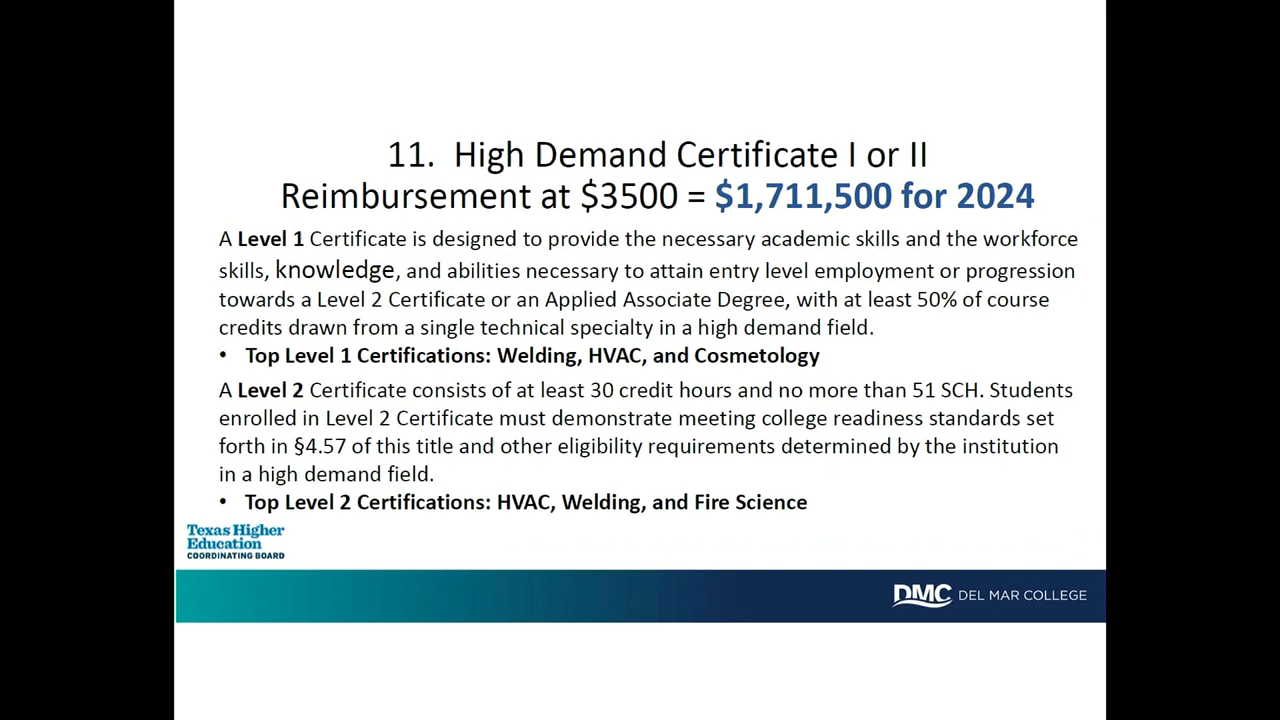 11. High Demand Certificate I or II
Reimbursement at $3500 = $1,711,500 for 2024
A Level 1 Certificate is designed to provide the necessary academic skills and the workforce
skills, knowledge, and abilities necessary to attain entry level employment or progression
towards a Level 2 Certificate or an Applied Associate Degree, with at least 50% of course
credits drawn from a single technical specialty in a high demand field.
• Top Level 1 Certifications: Welding, HVAC, and Cosmetology
A Level 2 Certificate consists of at least 30 credit hours and no more than 51 SCH. Students
enrolled in Level 2 Certificate must demonstrate meeting college readiness standards set
forth in §4.57 of this title and other eligibility requirements determined by the institution
in a high demand field.
• Top Level 2 Certifications: HVAC, Welding, and Fire Science
Texas Higher
Education
COORDINATING BOARD
DMC DEL MAR COLLEGE